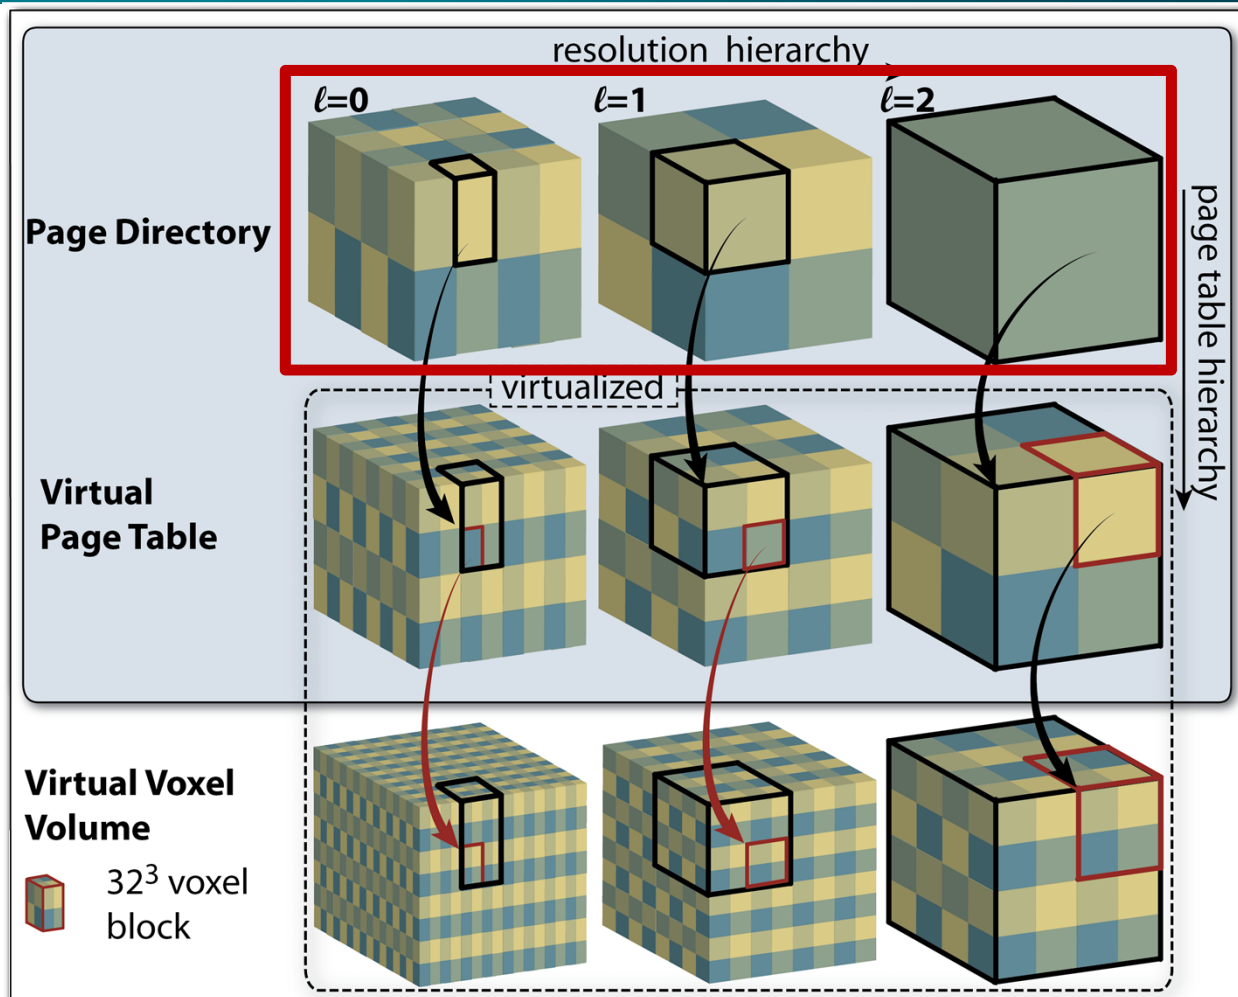 resolution hierarchy
ℓ=0
ℓ=1
ℓ=2
Page Directory
page table hierarchy
virtualized
Virtual
Page Table
Virtual Voxel
Volume
32³ voxel
block